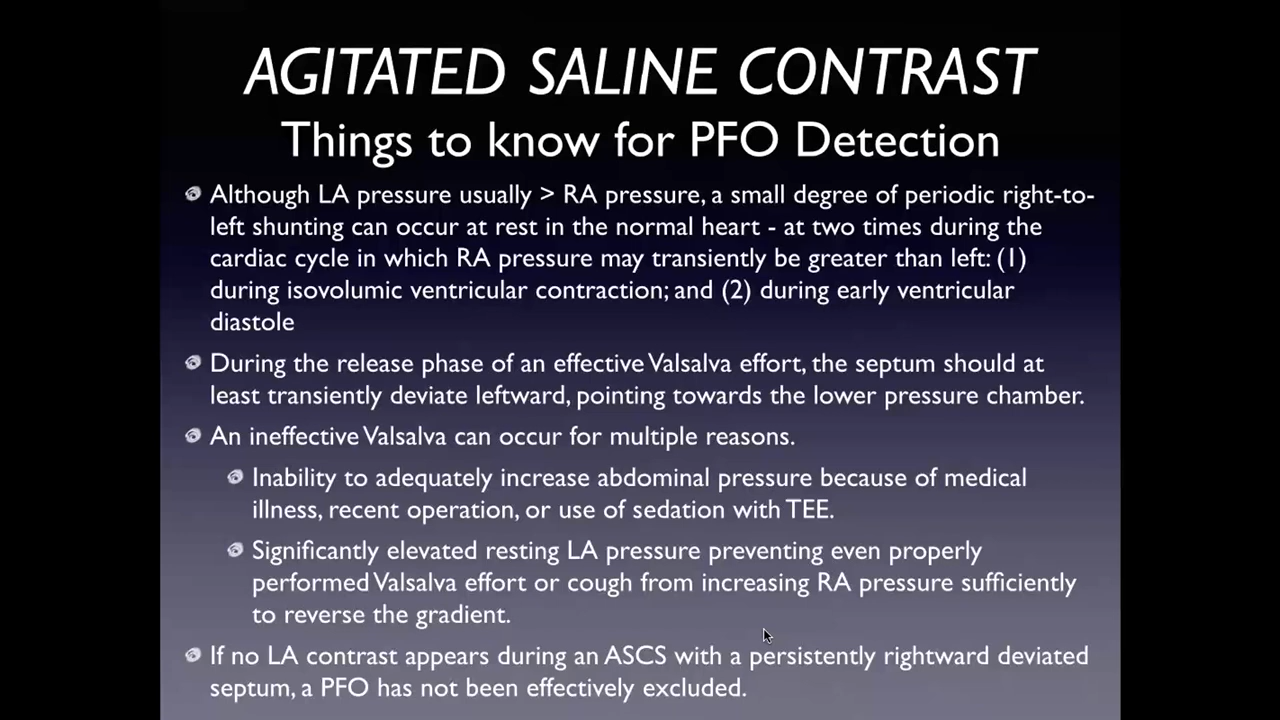 AGITATED SALINE CONTRAST
Things to know for PFO Detection
Although LA pressure usually > RA pressure, a small degree of periodic right-to-
left shunting can occur at rest in the normal heart - at two times during the
cardiac cycle in which RA pressure may transiently be greater than left: (1)
during isovolumic ventricular contraction; and (2) during early ventricular
diastole
During the release phase of an effective Valsalva effort, the septum should at
least transiently deviate leftward, pointing towards the lower pressure chamber.
An ineffective Valsalva can occur for multiple reasons.
Inability to adequately increase abdominal pressure because of medical
illness, recent operation, or use of sedation with TEE.
Significantly elevated resting LA pressure preventing even properly
performed Valsalva effort or cough from increasing RA pressure sufficiently
to reverse the gradient.
If no LA contrast appears during an ASCS with a persistently rightward deviated
septum, a PFO has not been effectively excluded.